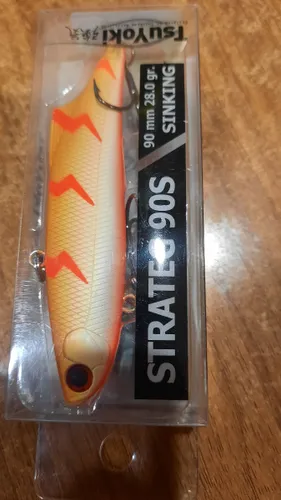 TsuYoki
90 mm 28.0 gr.
SINKING
STRATEG 90S